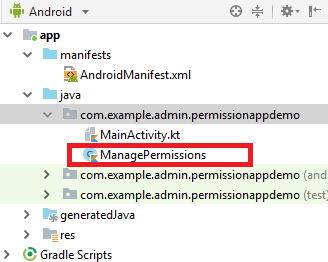 Android
app
manifests
AndroidManifest.xml
java
com.example.admin.permissionappdemo
MainActivity.kt
ManagePermissions
com.example.admin.permissionappdemo (and
com.example.admin.permissionappdemo (test)
generatedJava
res
Gradle Scripts